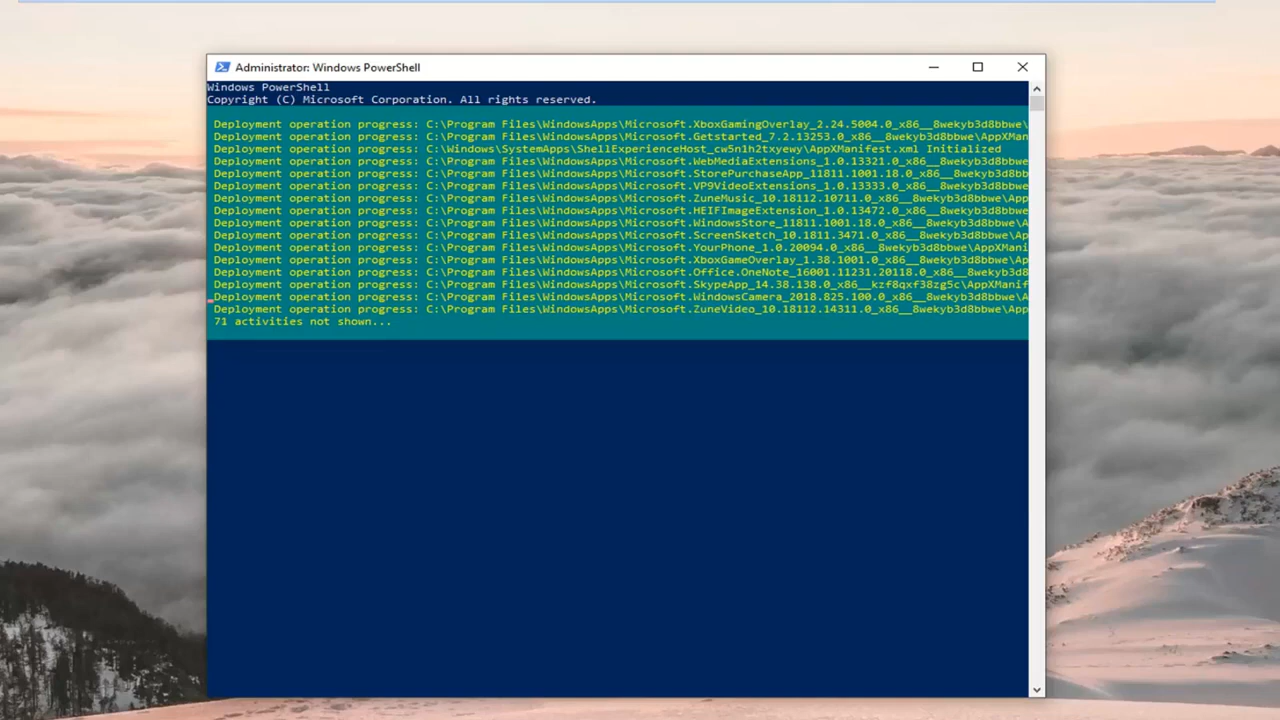 Administrator: Windows PowerShell
Windows PowerShell
Copyright (C) Microsoft Corporation. All rights reserved.
Deployment operation progress: C:\Program Files\WindowsApps\Microsoft.XboxGamingOverlay_2.24.5004.0_x86__8wekyb3d8bbwe\
Deployment operation progress: C:\Program Files\WindowsApps\Microsoft.Getstarted_7.2.13253.0_x86__8wekyb3d8bbwe\AppXMan
Deployment operation progress: C:\Windows\SystemApps\ShellExperienceHost_cw5n1h2txyewy\AppXManifest.xml Initialized
Deployment operation progress: C:\Program Files\WindowsApps\Microsoft.WebMediaExtensions_1.0.13321.0_x86__8wekyb3d8bbwe
Deployment operation progress: C:\Program Files\WindowsApps\Microsoft.StorePurchaseApp_11811.1001.18.0_x86__8wekyb3d8bb
Deployment operation progress: C:\Program Files\WindowsApps\Microsoft.VP9VideoExtensions_1.0.13333.0_x86__8wekyb3d8bbwe
Deployment operation progress: C:\Program Files\WindowsApps\Microsoft.ZuneMusic_10.18112.10711.0_x86__8wekyb3d8bbwe\App
Deployment operation progress: C:\Program Files\WindowsApps\Microsoft.HEIFImageExtension_1.0.13472.0_x86__8wekyb3d8bbwe
Deployment operation progress: C:\Program Files\WindowsApps\Microsoft.WindowsStore_11811.1001.18.0_x86__8wekyb3d8bbwe\A
Deployment operation progress: C:\Program Files\WindowsApps\Microsoft.ScreenSketch_10.1811.3471.0_x86__8wekyb3d8bbwe\Ap
Deployment operation progress: C:\Program Files\WindowsApps\Microsoft.YourPhone_1.0.20094.0_x86__8wekyb3d8bbwe\AppXMani
Deployment operation progress: C:\Program Files\WindowsApps\Microsoft.XboxGameOverlay_1.38.1001.0_x86__8wekyb3d8bbwe\Ap
Deployment operation progress: C:\Program Files\WindowsApps\Microsoft.Office.OneNote_16001.11231.20118.0_x86__8wekyb3d8
Deployment operation progress: C:\Program Files\WindowsApps\Microsoft.SkypeApp_14.38.138.0_x86__kzf8qxf38zg5c\AppXManif
Deployment operation progress: C:\Program Files\WindowsApps\Microsoft.WindowsCamera_2018.825.100.0_x86__8wekyb3d8bbwe\A
Deployment operation progress: C:\Program Files\WindowsApps\Microsoft.ZuneVideo_10.18112.14311.0_x86__8wekyb3d8bbwe\App
71 activities not shown...